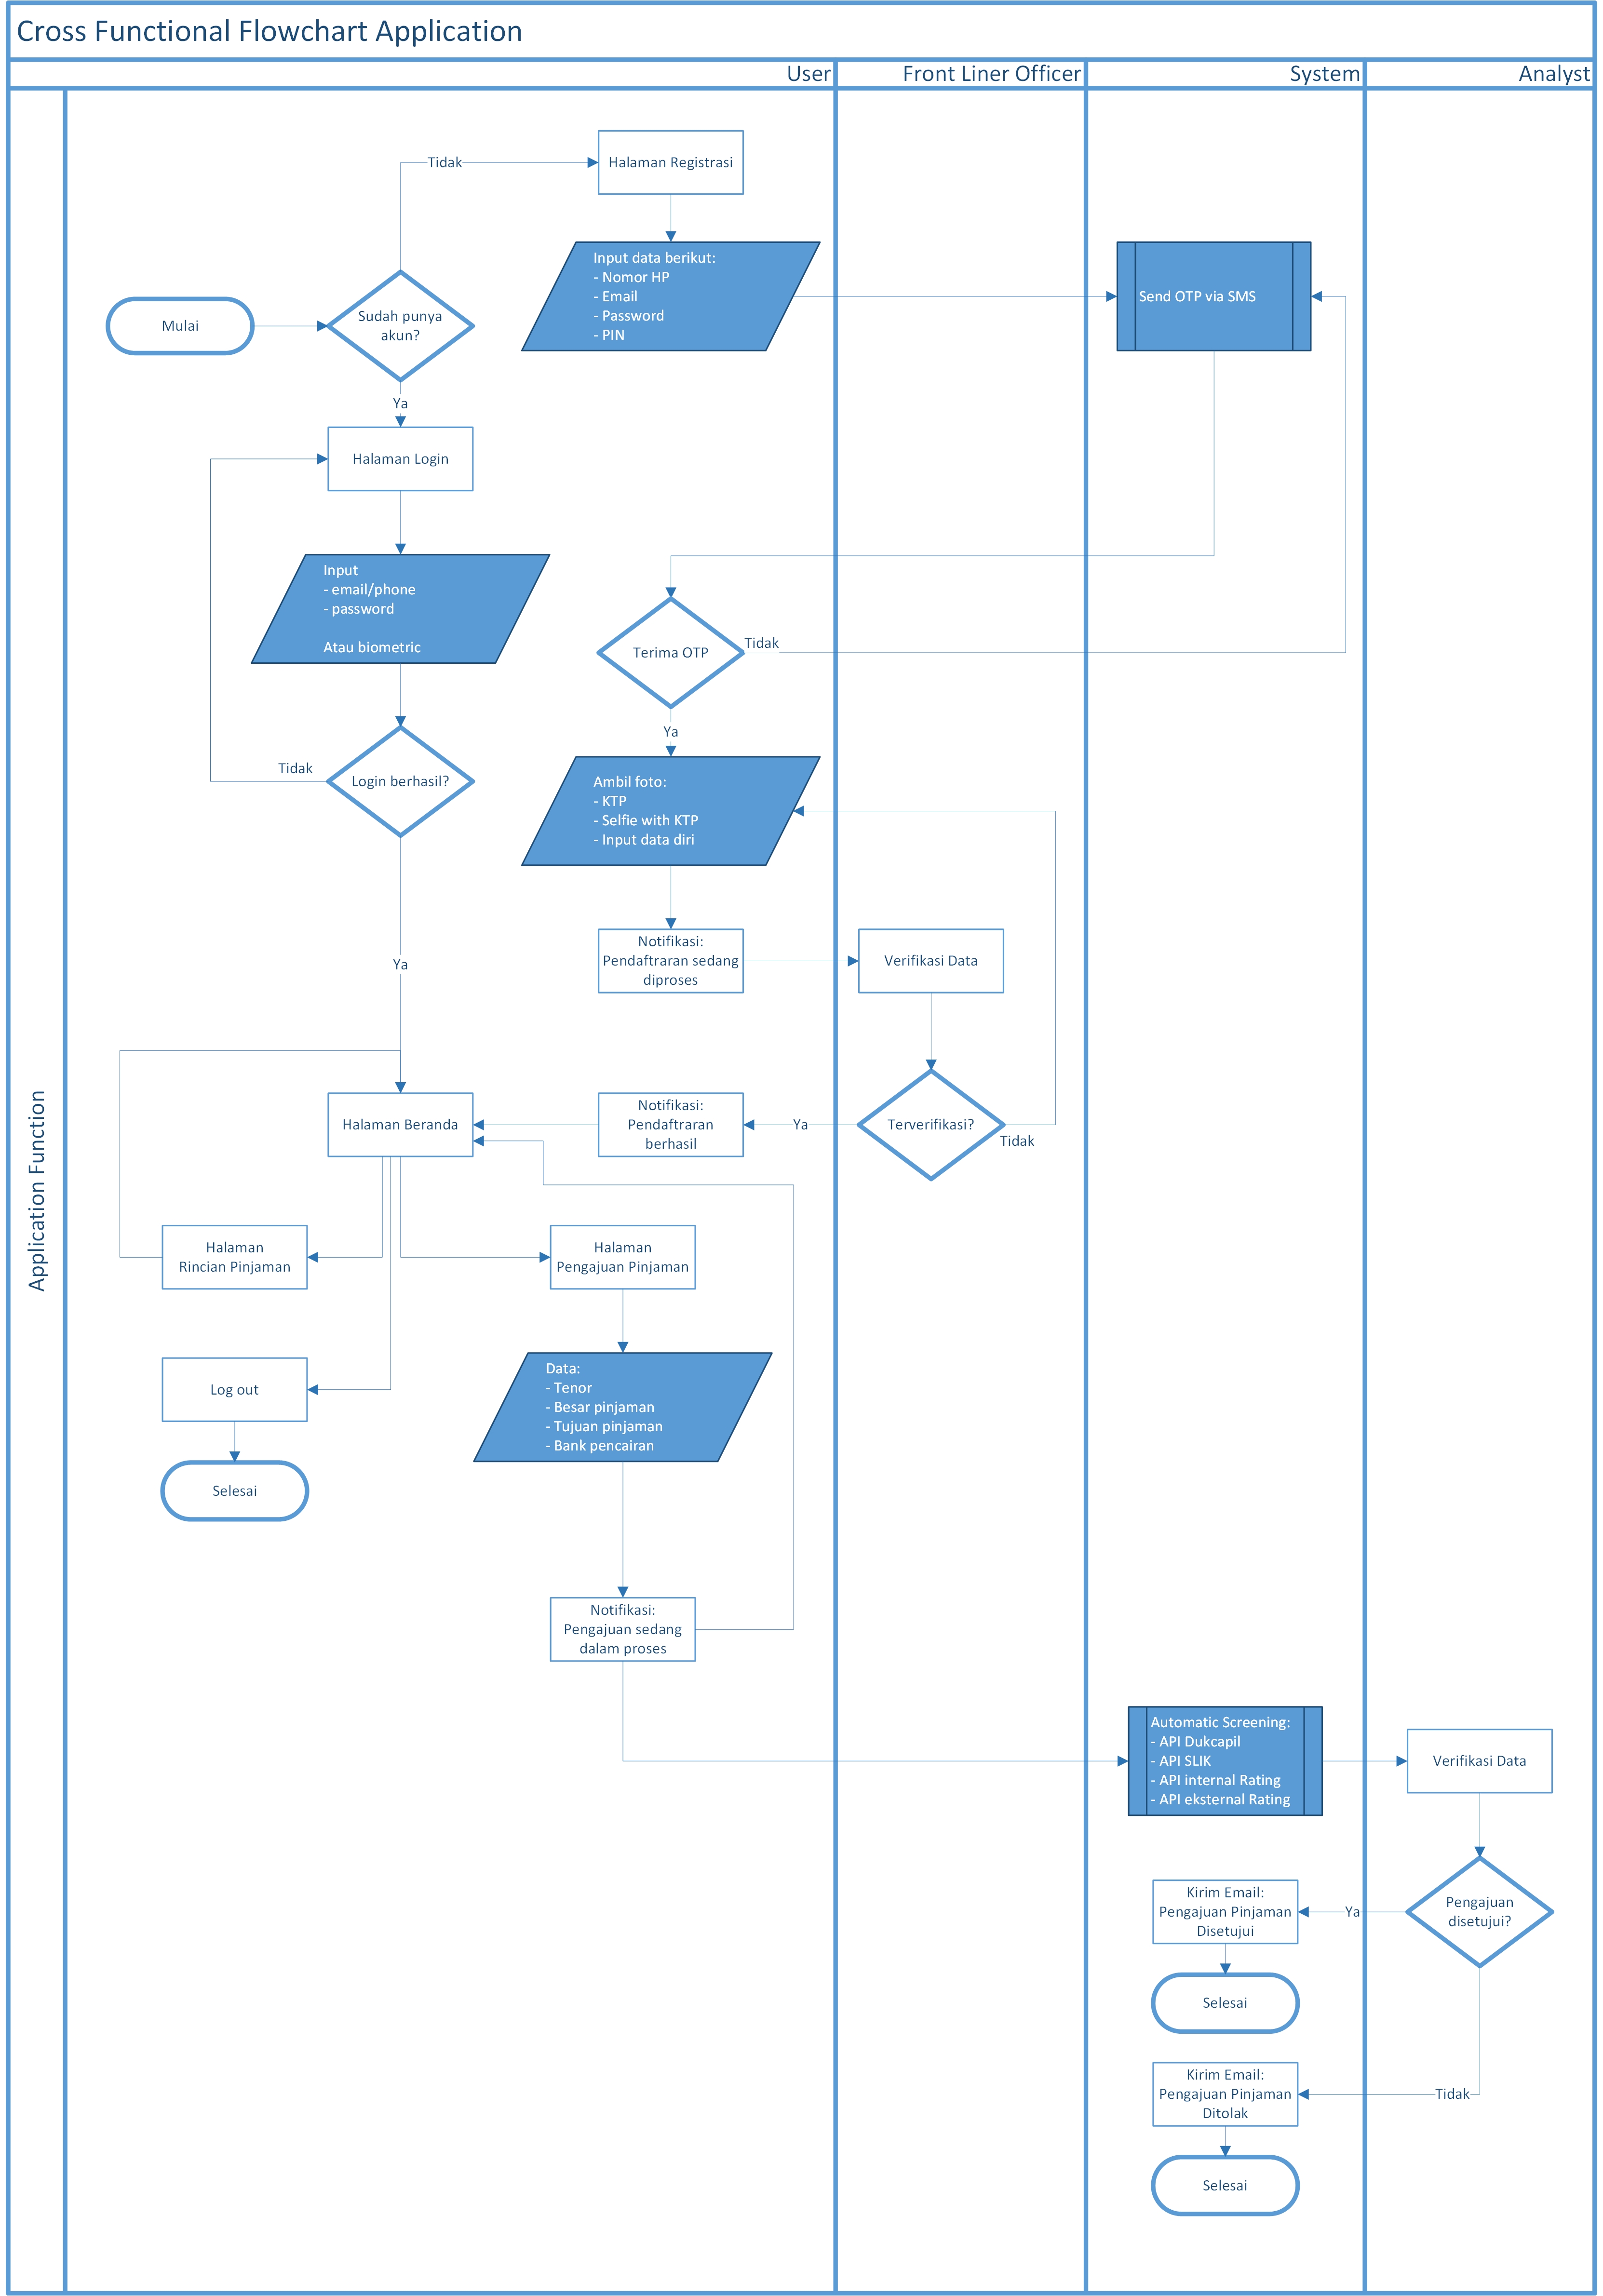 Cross Functional Flowchart Application
User
Front Liner Officer
System
Analyst
Application Function
Halaman Registrasi
Tidak
Input data berikut:
- Nomor HP
- Email
- Password
- PIN
Send OTP via SMS
Mulai
Sudah punya
akun?
Ya
Halaman Login
Input
- email/phone
- password
Atau biometric
Terima OTP
Tidak
Ya
Login berhasil?
Tidak
Ambil foto:
- KTP
- Selfie with KTP
- Input data diri
Ya
Notifikasi:
Pendaftraran sedang
diproses
Verifikasi Data
Halaman Beranda
Notifikasi:
Pendaftraran
berhasil
Ya
Terverifikasi?
Tidak
Halaman
Rincian Pinjaman
Halaman
Pengajuan Pinjaman
Log out
Data:
- Tenor
- Besar pinjaman
- Tujuan pinjaman
- Bank pencairan
Selesai
Notifikasi:
Pengajuan sedang
dalam proses
Automatic Screening:
- API Dukcapil
- API SLIK
- API internal Rating
- API eksternal Rating
Verifikasi Data
Kirim Email:
Pengajuan Pinjaman
Disetujui
Ya
Pengajuan
disetujui?
Selesai
Kirim Email:
Pengajuan Pinjaman
Ditolak
Tidak
Selesai